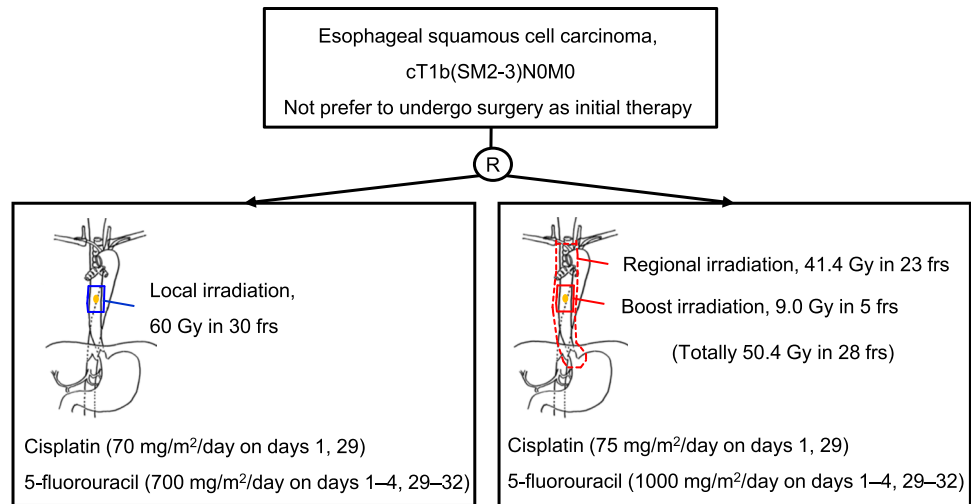 Esophageal squamous cell carcinoma,
cT1b(SM2-3)N0M0
Not prefer to undergo surgery as initial therapy
R
Local irradiation,
60 Gy in 30 frs
Cisplatin (70 mg/m²/day on days 1, 29)
5-fluorouracil (700 mg/m²/day on days 1–4, 29–32)
Regional irradiation, 41.4 Gy in 23 frs
Boost irradiation, 9.0 Gy in 5 frs
(Totally 50.4 Gy in 28 frs)
Cisplatin (75 mg/m²/day on days 1, 29)
5-fluorouracil (1000 mg/m²/day on days 1–4, 29–32)